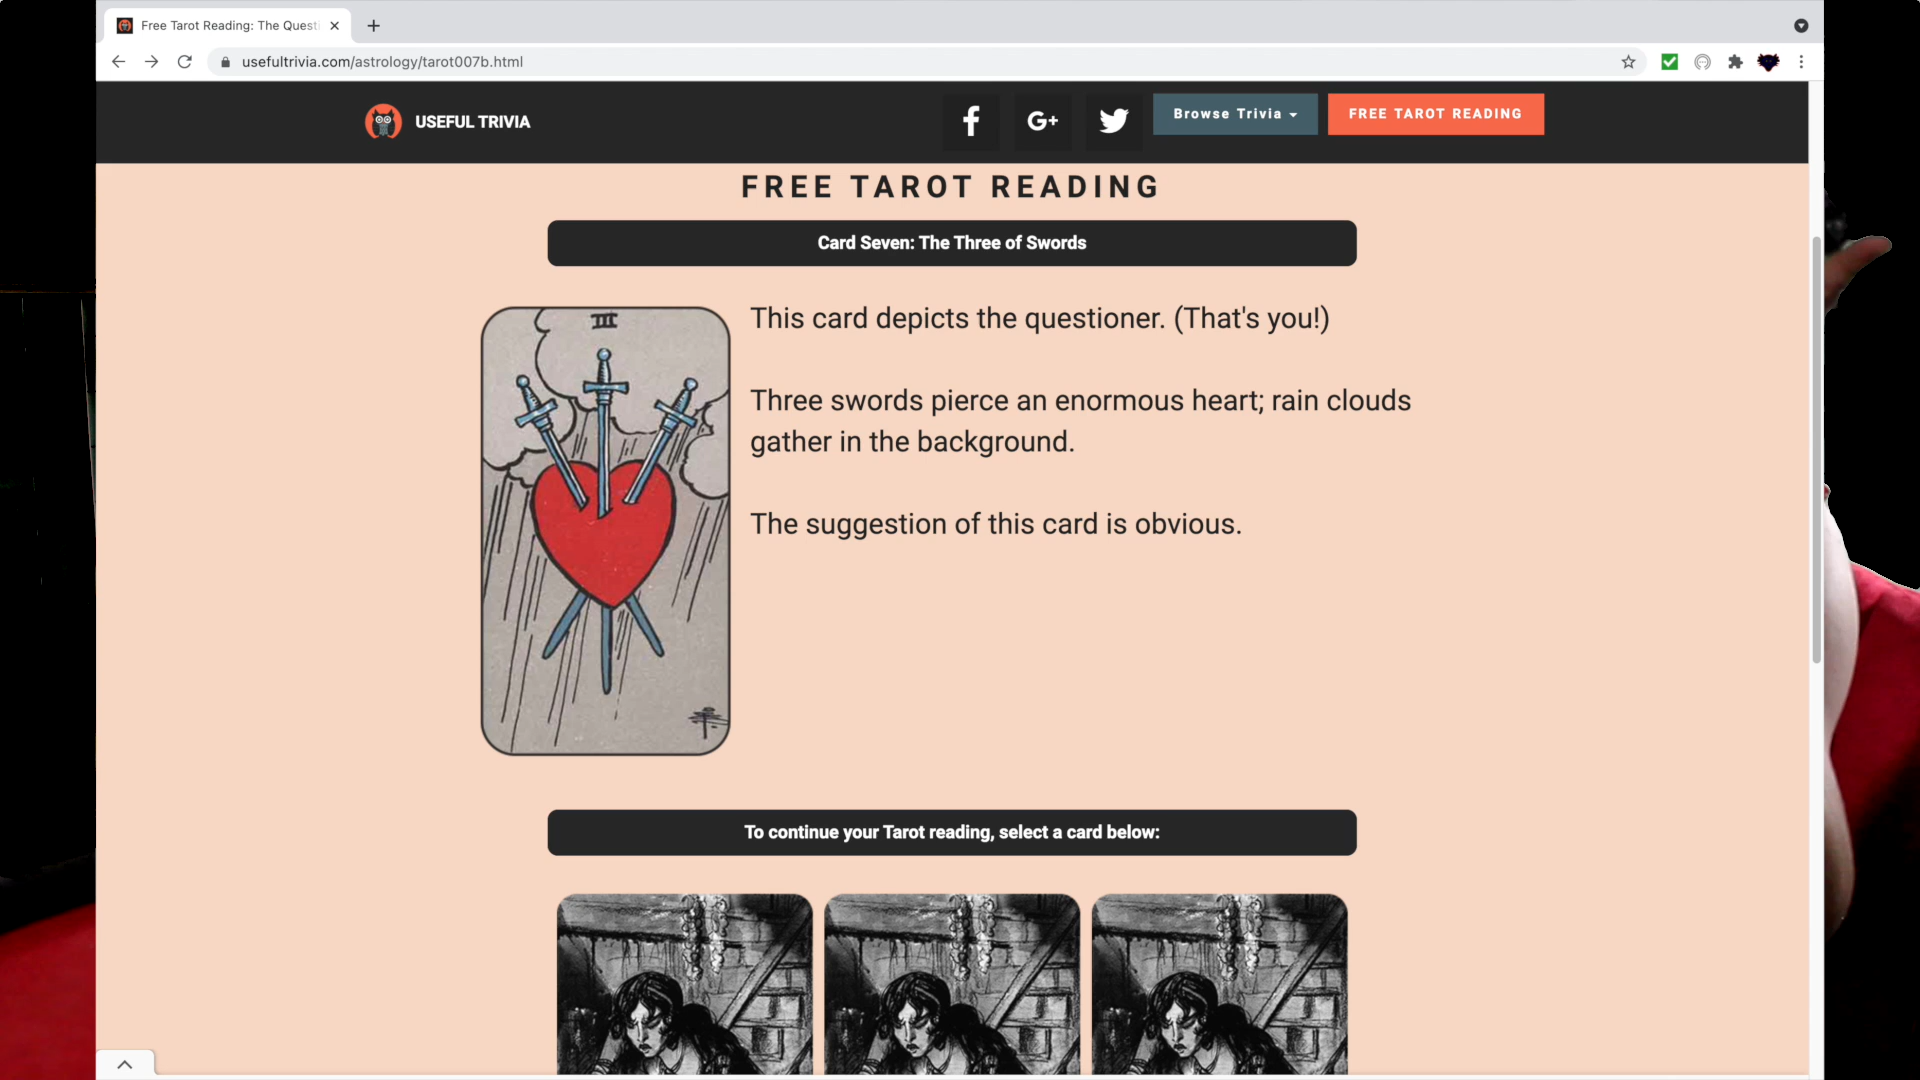 Free Tarot Reading: The Quest
usefultrivia.com/astrology/tarot007b.html
USEFUL TRIVIA
f
G+
Browse Trivia
FREE TAROT READING
FREE TAROT READING
Card Seven: The Three of Swords
III
This card depicts the questioner. (That's you!)
Three swords pierce an enormous heart; rain clouds
gather in the background.
The suggestion of this card is obvious.
To continue your Tarot reading, select a card below: